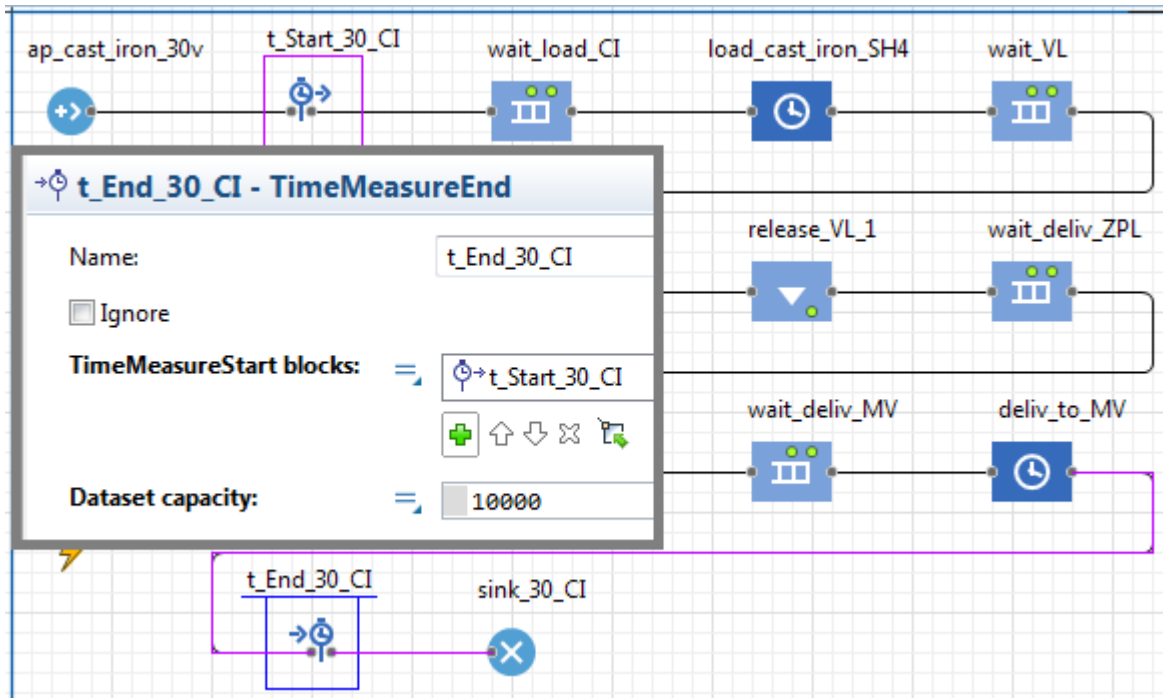 ap_cast_iron_30v t_Start_30_CI wait_load_CI load_cast_iron_SH4 wait_VL
t_End_30_CI - TimeMeasureEnd
Name: t_End_30_CI
release_VL_1 wait_deliv_ZPL
Ignore
TimeMeasureStart blocks: t_Start_30_CI
wait_deliv_MV deliv_to_MV
Dataset capacity: 10000
t_End_30_CI sink_30_CI